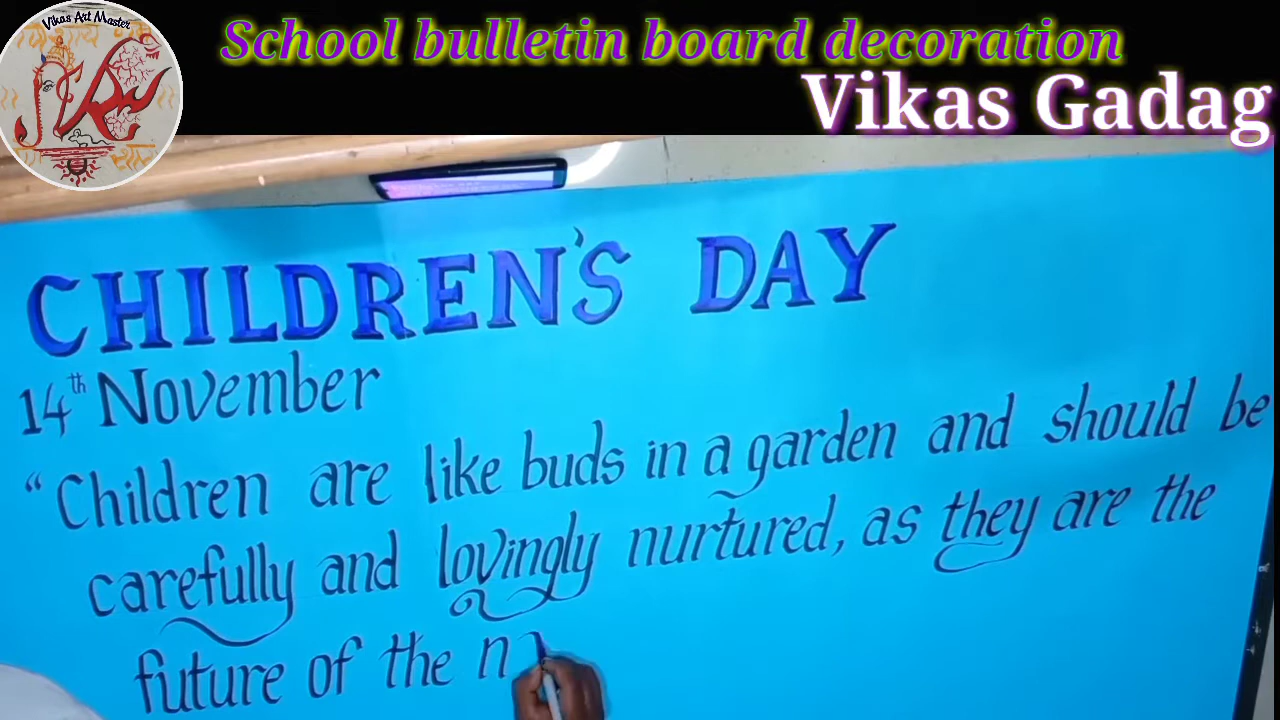 Vikas Art Master
School bulletin board decoration
Vikas Gadag
CHILDREN'S DAY
14th November
“Children are like buds in a garden and should be
carefully and lovingly nurtured, as they are the
future of the n